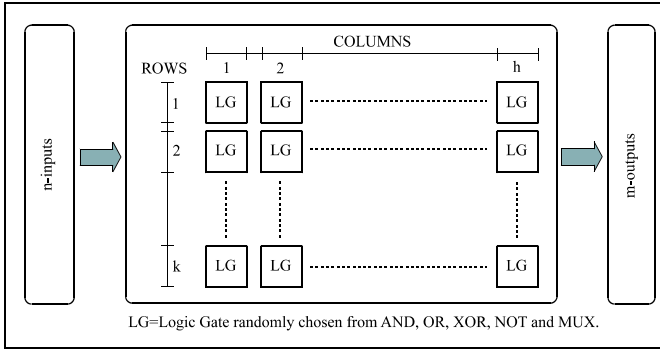 COLUMNS
ROWS 1 2 h
1 LG LG LG
2 LG LG LG
k LG LG LG
n-inputs
m-outputs
LG=Logic Gate randomly chosen from AND, OR, XOR, NOT and MUX.